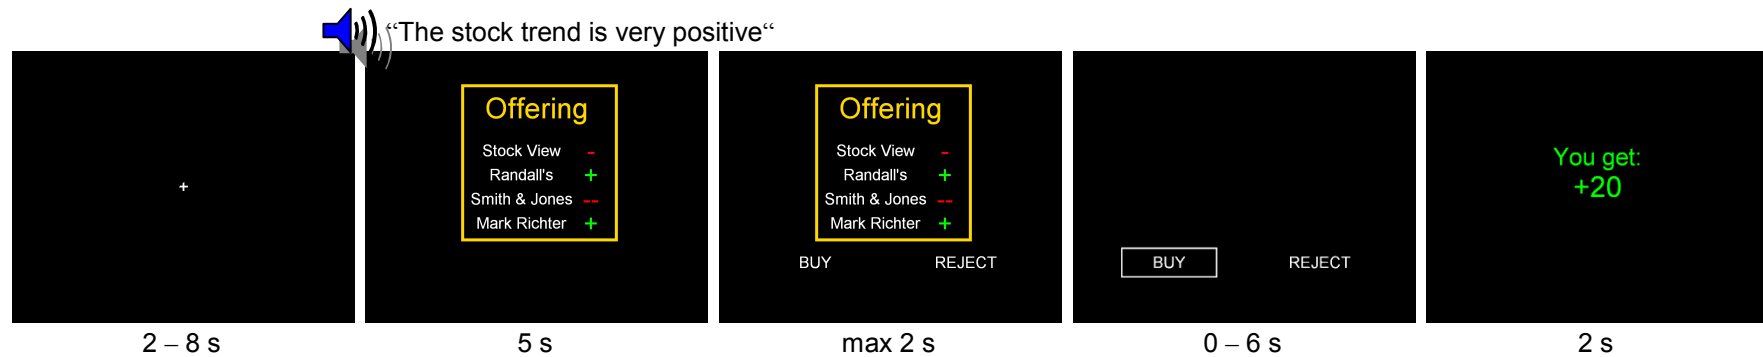 “The stock trend is very positive“
+
Offering
Stock View -
Randall's +
Smith & Jones --
Mark Richter +
Offering
Stock View -
Randall's +
Smith & Jones --
Mark Richter +
BUY REJECT
BUY REJECT
You get:
+20
2 – 8 s
5 s
max 2 s
0 – 6 s
2 s